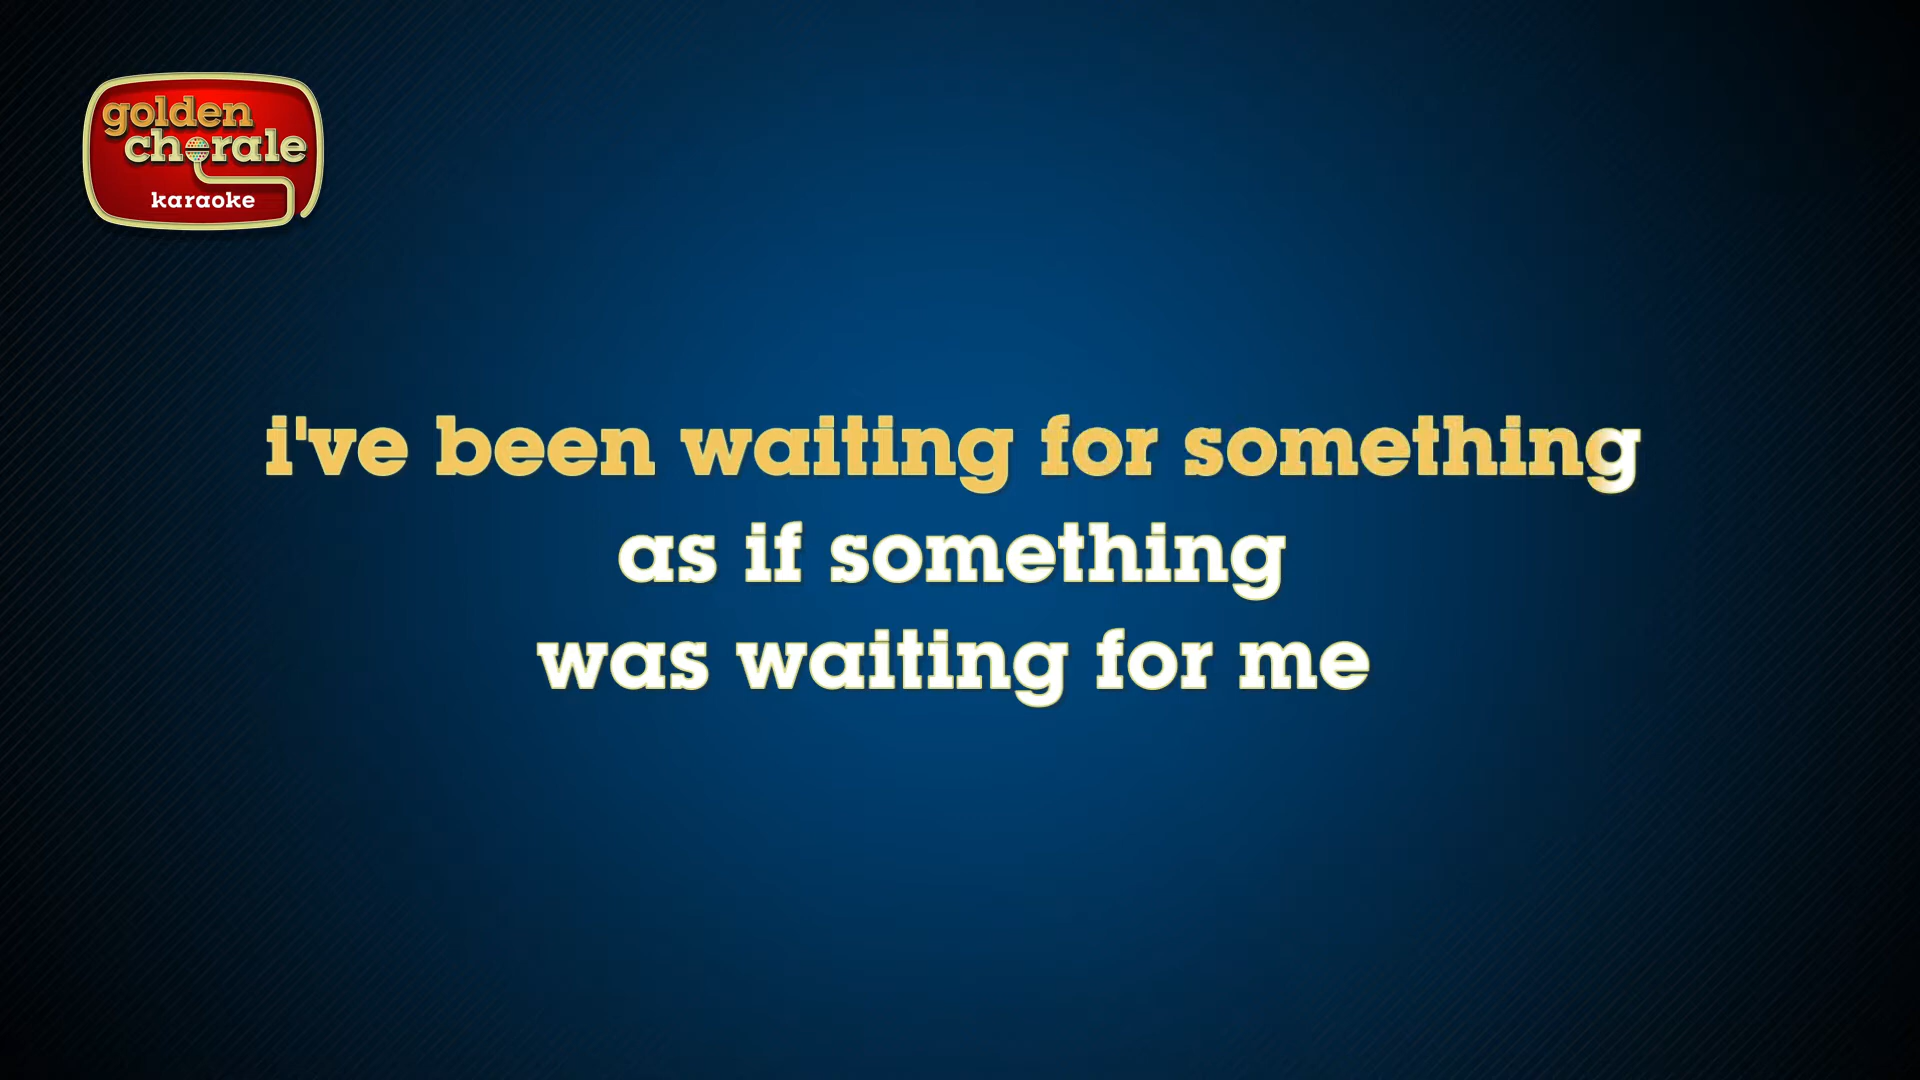 golden
chorale
karaoke
i've been waiting for something
as if something
was waiting for me